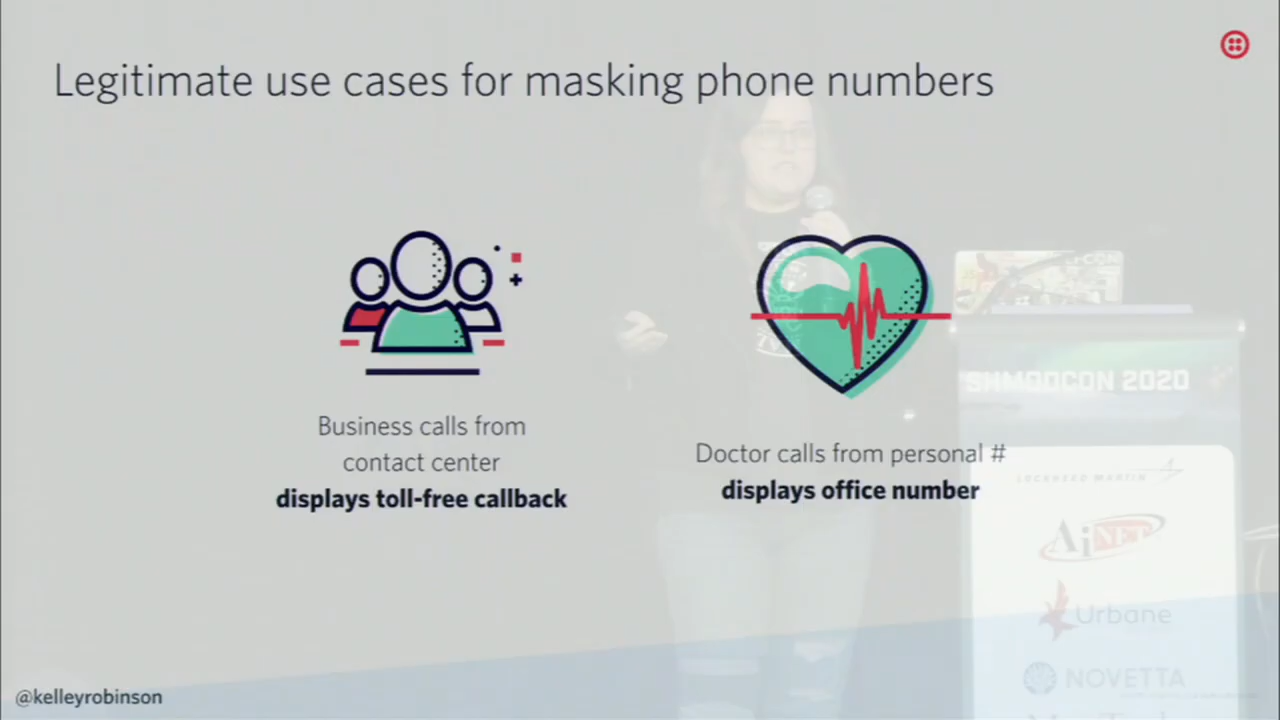 Legitimate use cases for masking phone numbers
Business calls from
contact center
displays toll-free callback
Doctor calls from personal #
displays office number
SHMOOCON 2020
LOCKHEED MARTIN
AiNET
Urbane
NOVETTA
@kelleyrobinson